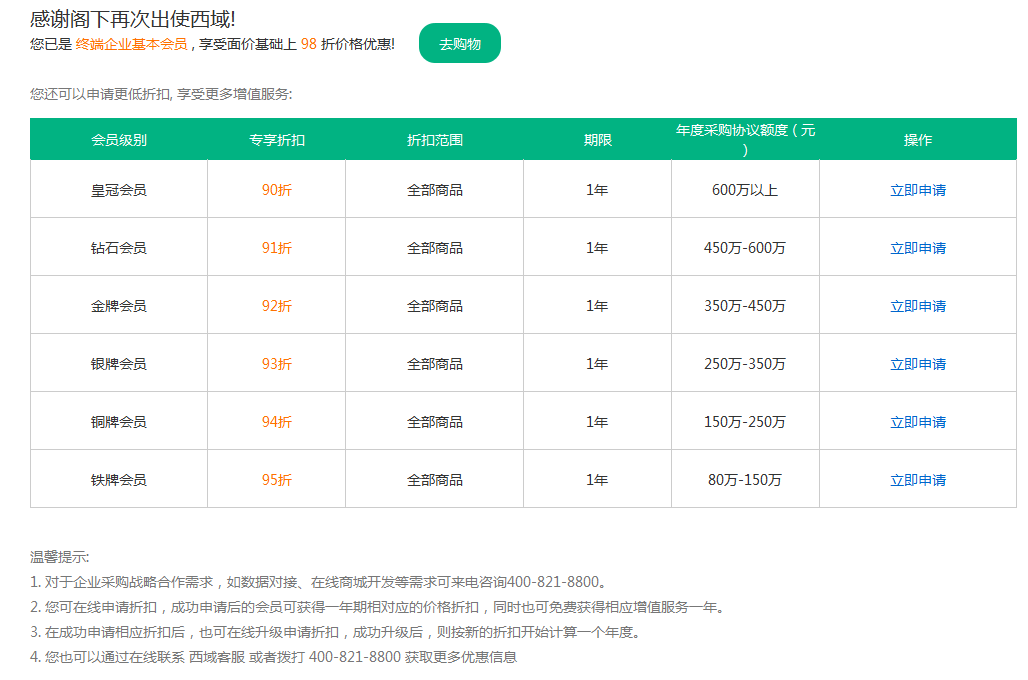 感谢阁下再次出使西域!
您已是 终端企业基本会员 , 享受面价基础上 98 折价格优惠!
去购物
您还可以申请更低折扣, 享受更多增值服务:
会员级别 专享折扣 折扣范围 期限 年度采购协议额度 ( 元 ) 操作
皇冠会员 90折 全部商品 1年 600万以上 立即申请
钻石会员 91折 全部商品 1年 450万-600万 立即申请
金牌会员 92折 全部商品 1年 350万-450万 立即申请
银牌会员 93折 全部商品 1年 250万-350万 立即申请
铜牌会员 94折 全部商品 1年 150万-250万 立即申请
铁牌会员 95折 全部商品 1年 80万-150万 立即申请
温馨提示:
1. 对于企业采购战略合作需求，如数据对接、在线商城开发等需求可来电咨询400-821-8800。
2. 您可在线申请折扣，成功申请后的会员可获得一年期相对应的价格折扣，同时也可免费获得相应增值服务一年。
3. 在成功申请相应折扣后，也可在线升级申请折扣，成功升级后，则按新的折扣开始计算一个年度。
4. 您也可以通过在线联系 西域客服 或者拨打 400-821-8800 获取更多优惠信息